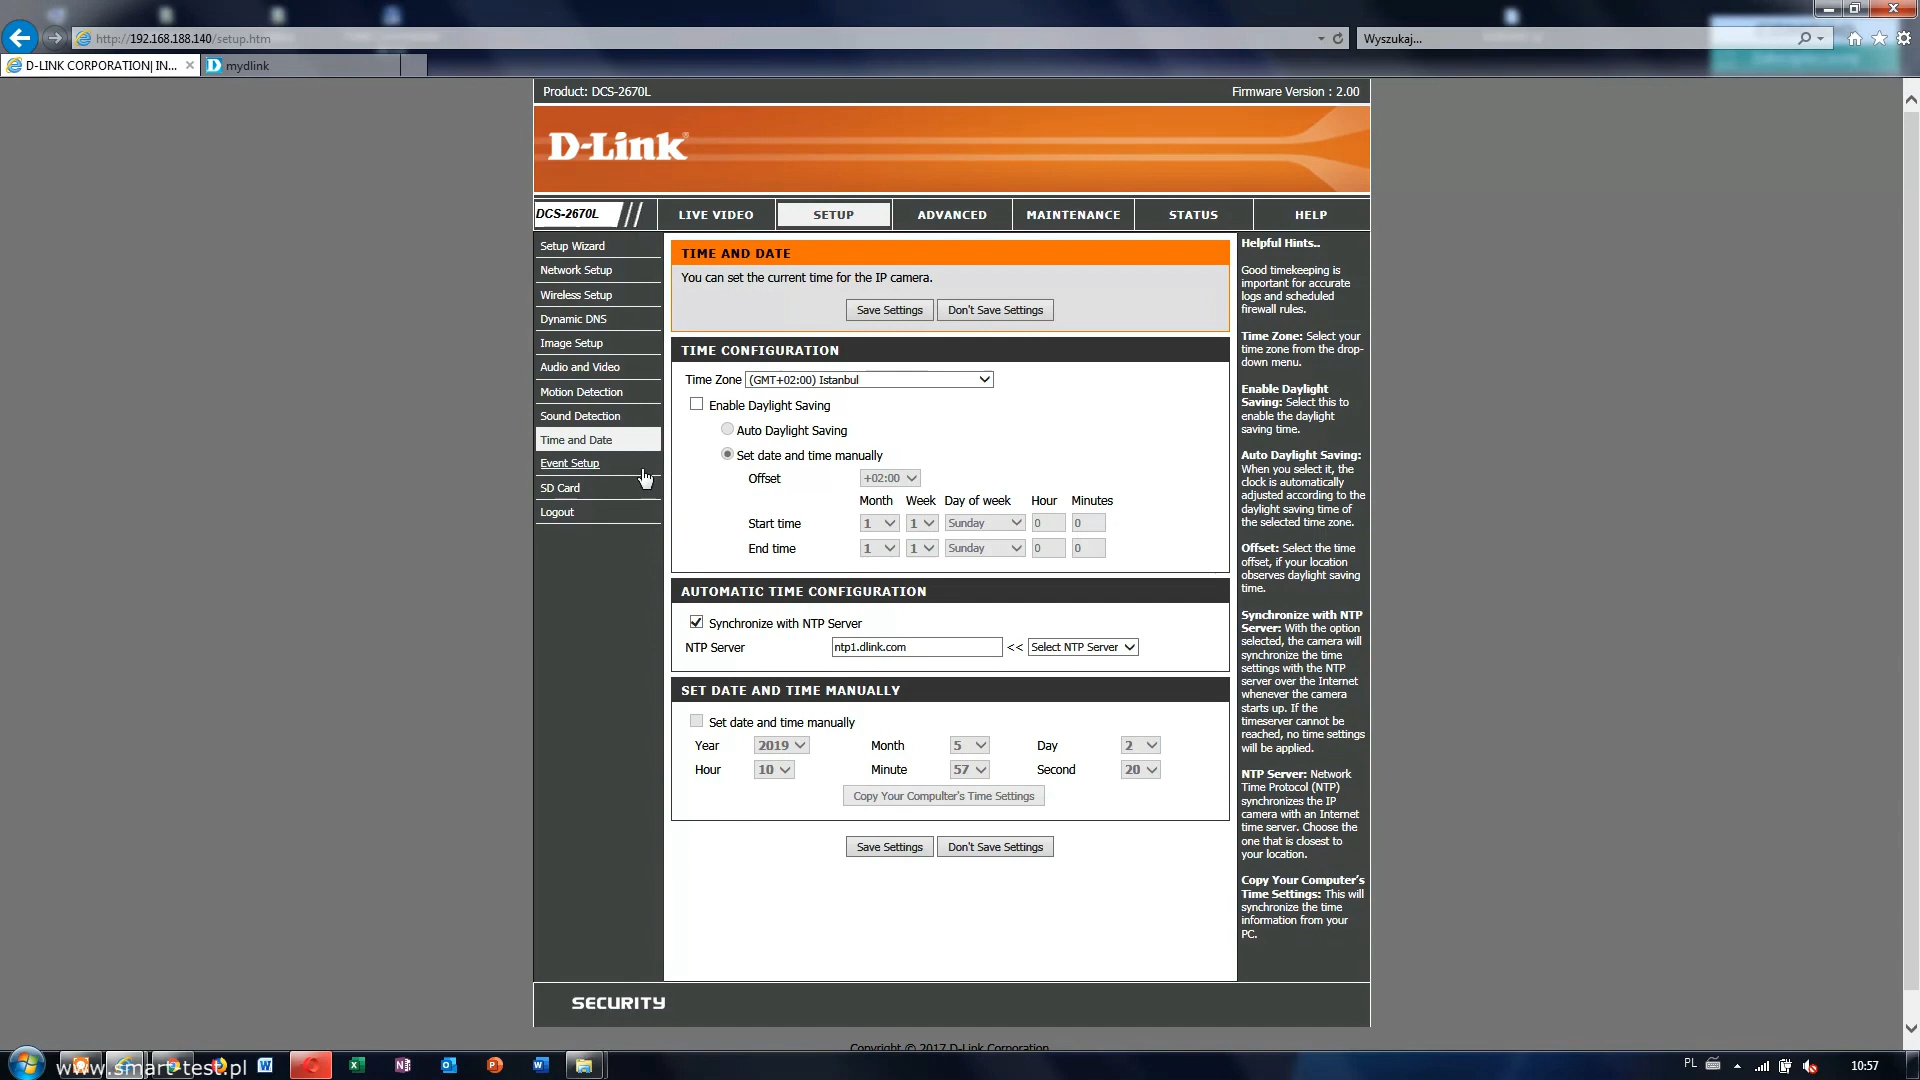 http://192.168.188.140/setup.htm
Wyszukaj...
D-LINK CORPORATION| IN...
mydlink
Product: DCS-2670L
Firmware Version : 2.00
D-Link
DCS-2670L
LIVE VIDEO
SETUP
ADVANCED
MAINTENANCE
STATUS
HELP
Setup Wizard
Network Setup
Wireless Setup
Dynamic DNS
Image Setup
Audio and Video
Motion Detection
Sound Detection
Time and Date
Event Setup
SD Card
Logout
TIME AND DATE
You can set the current time for the IP camera.
Save Settings
Don't Save Settings
TIME CONFIGURATION
Time Zone (GMT+02:00) Istanbul
Enable Daylight Saving
Auto Daylight Saving
Set date and time manually
Offset +02:00
Month Week Day of week Hour Minutes
Start time 1 1 Sunday 0 0
End time 1 1 Sunday 0 0
AUTOMATIC TIME CONFIGURATION
Synchronize with NTP Server
NTP Server ntp1.dlink.com << Select NTP Server
SET DATE AND TIME MANUALLY
Set date and time manually
Year 2019 Month 5 Day 2
Hour 10 Minute 57 Second 20
Copy Your Compulter's Time Settings
Save Settings
Don't Save Settings
Helpful Hints..
Good timekeeping is
important for accurate
logs and scheduled
firewall rules.
Time Zone: Select your
time zone from the drop-
down menu.
Enable Daylight
Saving: Select this to
enable the daylight
saving time.
Auto Daylight Saving:
When you select it, the
clock is automatically
adjusted according to the
daylight saving time of
the selected time zone.
Offset: Select the time
offset, if your location
observes daylight saving
time.
Synchronize with NTP
Server: With the option
selected, the camera will
synchronize the time
settings with the NTP
server over the Internet
whenever the camera
starts up. If the
timeserver cannot be
reached, no time settings
will be applied.
NTP Server: Network
Time Protocol (NTP)
synchronizes the IP
camera with an Internet
time server. Choose the
one that is closest to
your location.
Copy Your Computer's
Time Settings: This will
synchronize the time
information from your
PC.
SECURITY
Copyright © 2017 D-Link Corporation
www.smart-test.pl
PL
10:57